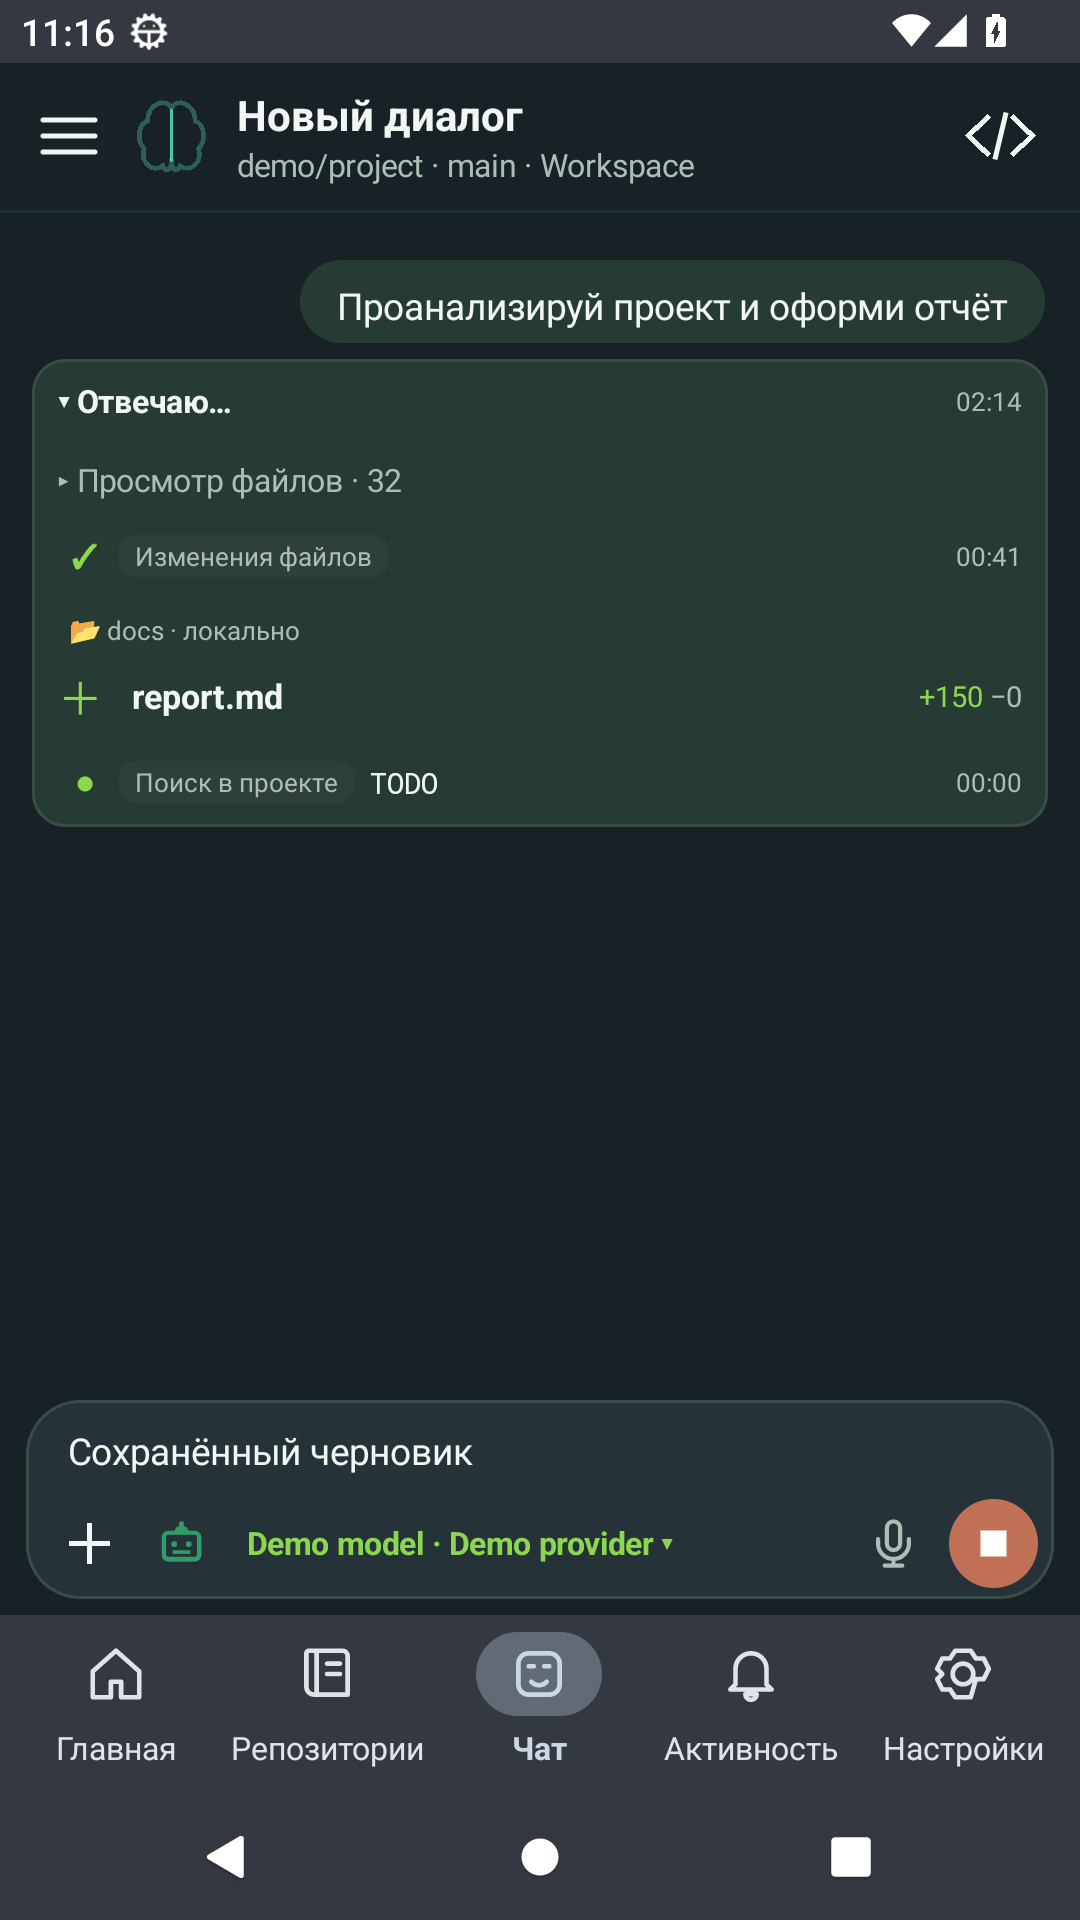 11:16
Новый диалог
demo/project · main · Workspace
Проанализируй проект и оформи отчёт
▾ Отвечаю… 02:14
▸ Просмотр файлов · 32
✓ Изменения файлов 00:41
📂 docs · локально
+ report.md +150 −0
● Поиск в проекте TODO 00:00
Сохранённый черновик
Demo model · Demo provider ▾
Главная Репозитории Чат Активность Настройки